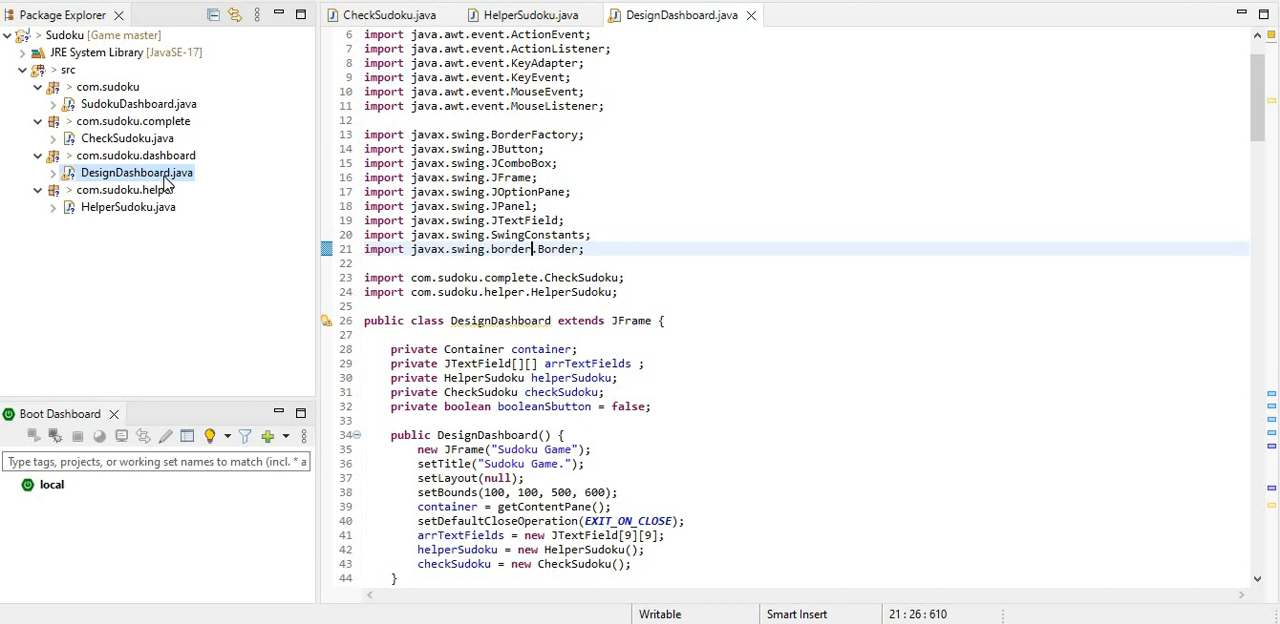 Package Explorer
Sudoku [Game master]
JRE System Library [JavaSE-17]
> src
> com.sudoku
SudokuDashboard.java
> com.sudoku.complete
CheckSudoku.java
> com.sudoku.dashboard
DesignDashboard.java
> com.sudoku.helper
HelperSudoku.java
Boot Dashboard
Type tags, projects, or working set names to match (incl. * a
local
CheckSudoku.java HelperSudoku.java DesignDashboard.java
6 import java.awt.event.ActionEvent;
7 import java.awt.event.ActionListener;
8 import java.awt.event.KeyAdapter;
9 import java.awt.event.KeyEvent;
10 import java.awt.event.MouseEvent;
11 import java.awt.event.MouseListener;
12
13 import javax.swing.BorderFactory;
14 import javax.swing.JButton;
15 import javax.swing.JComboBox;
16 import javax.swing.JFrame;
17 import javax.swing.JOptionPane;
18 import javax.swing.JPanel;
19 import javax.swing.JTextField;
20 import javax.swing.SwingConstants;
21 import javax.swing.border.Border;
22
23 import com.sudoku.complete.CheckSudoku;
24 import com.sudoku.helper.HelperSudoku;
25
26 public class DesignDashboard extends JFrame {
27
28 private Container container;
29 private JTextField[][] arrTextFields ;
30 private HelperSudoku helperSudoku;
31 private CheckSudoku checkSudoku;
32 private boolean booleanSbutton = false;
33
34 public DesignDashboard() {
35 new JFrame("Sudoku Game");
36 setTitle("Sudoku Game.");
37 setLayout(null);
38 setBounds(100, 100, 500, 600);
39 container = getContentPane();
40 setDefaultCloseOperation(EXIT_ON_CLOSE);
41 arrTextFields = new JTextField[9][9];
42 helperSudoku = new HelperSudoku();
43 checkSudoku = new CheckSudoku();
44 }
Writable Smart Insert 21 : 26 : 610